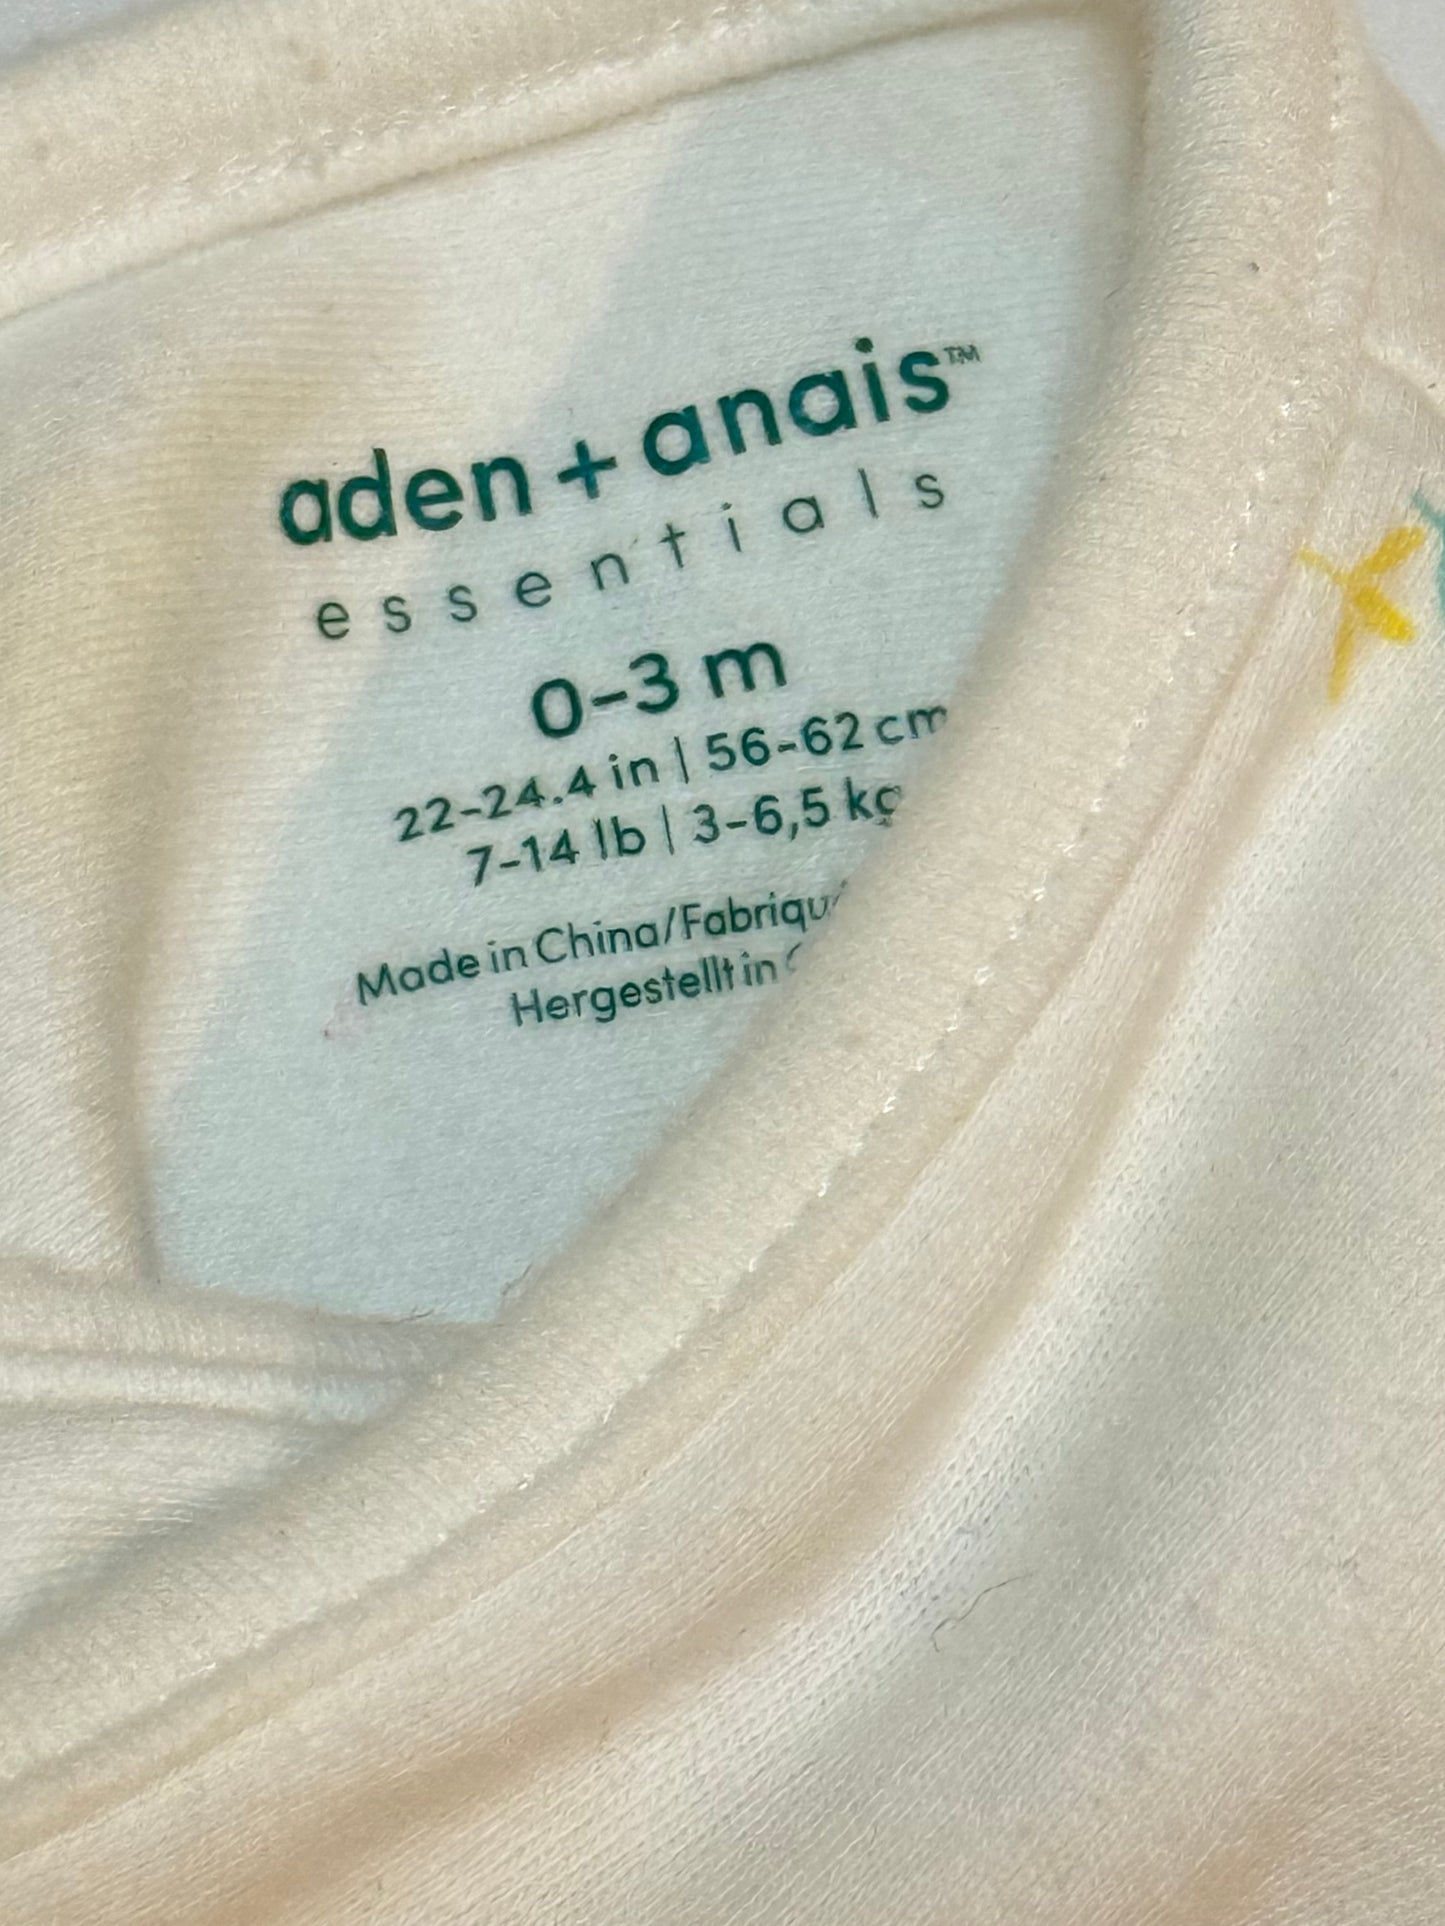 aden + anais™
essentials
0-3 m
22-24.4 in | 56-62 cm
7-14 lb | 3-6,5 kg
Made in China/Fabriqu
Hergestellt in